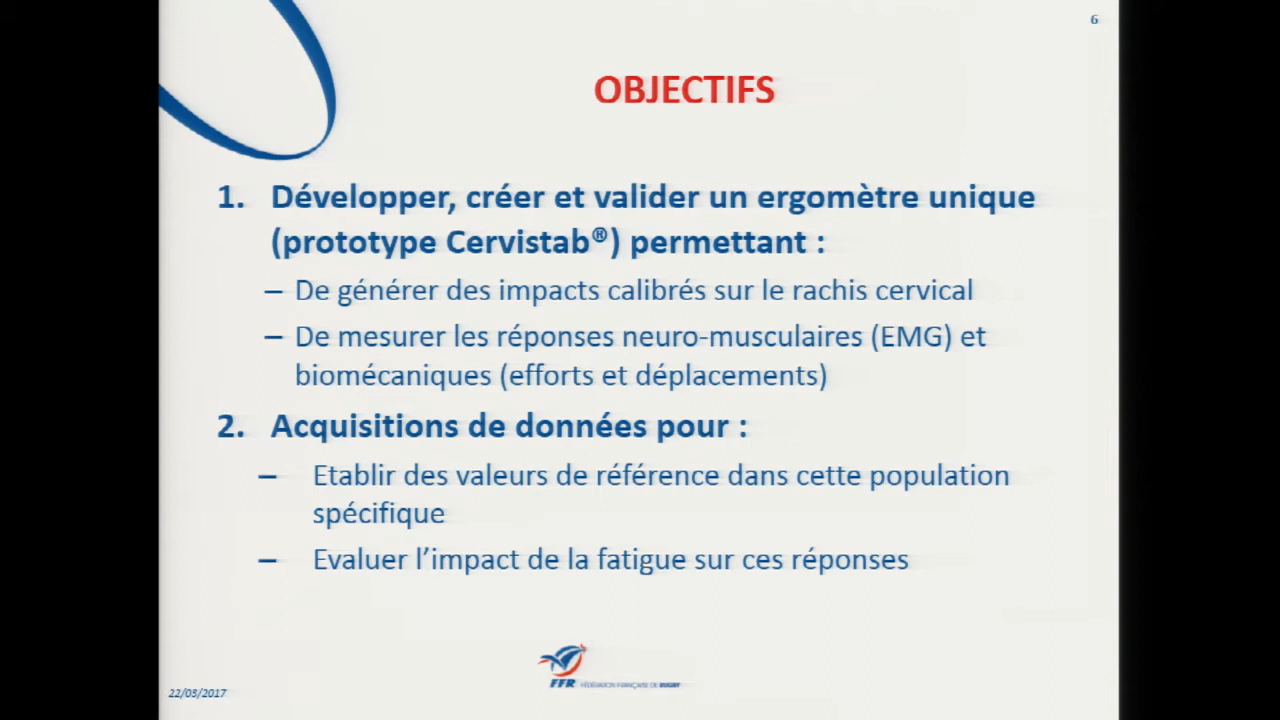 6
OBJECTIFS
1. Développer, créer et valider un ergomètre unique
(prototype Cervistab®) permettant :
– De générer des impacts calibrés sur le rachis cervical
– De mesurer les réponses neuro-musculaires (EMG) et
biomécaniques (efforts et déplacements)
2. Acquisitions de données pour :
– Etablir des valeurs de référence dans cette population
spécifique
– Evaluer l’impact de la fatigue sur ces réponses
FFR FÉDÉRATION FRANÇAISE DE RUGBY
22/03/2017